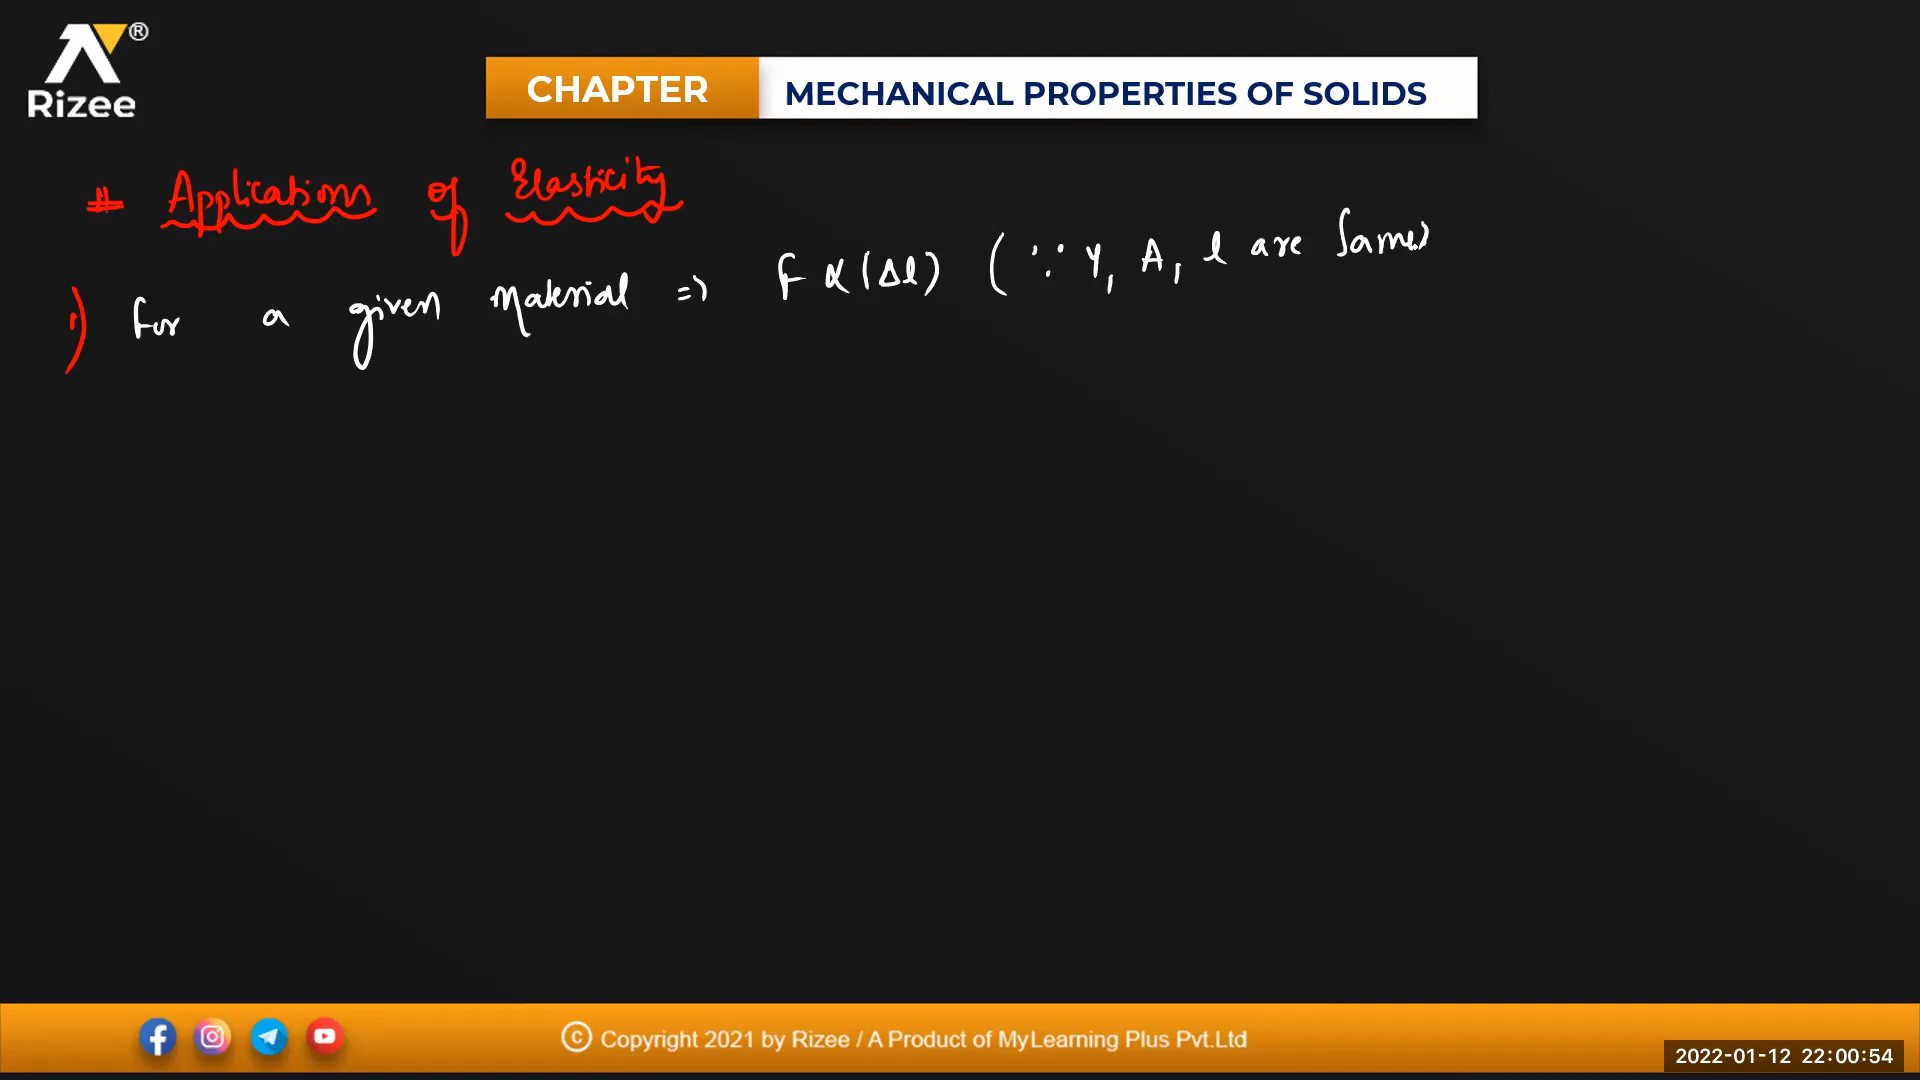 Rizee®
CHAPTER MECHANICAL PROPERTIES OF SOLIDS
# Applications of Elasticity
1) For a given material => F ∝ (Δl) (∵ Y, A, l are same)
© Copyright 2021 by Rizee / A Product of MyLearning Plus Pvt.Ltd
2022-01-12 22:00:54